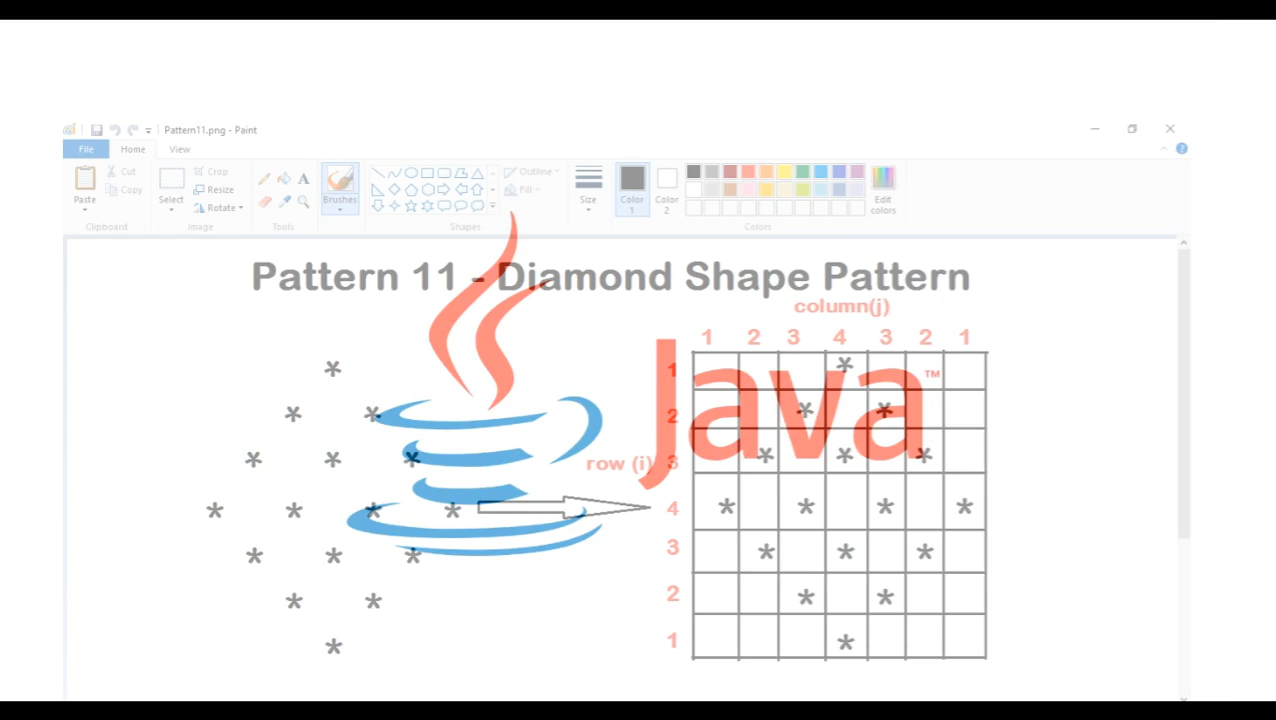 Pattern11.png - Paint
File Home View
Cut
Copy
Paste
Clipboard
Select
Crop
Resize
Rotate
Image
A
Tools
Brushes
Outline
Fill
Shapes
Size
Color 1
Color 2
Edit colors
Colors
Pattern 11 - Diamond Shape Pattern
column(j)
1 2 3 4 3 2 1
row (i)
1
2
3
4
3
2
1
*
* *
* * *
* * * *
* * *
* *
*
*
* *
* * *
* * * *
* * *
* *
*
Java™